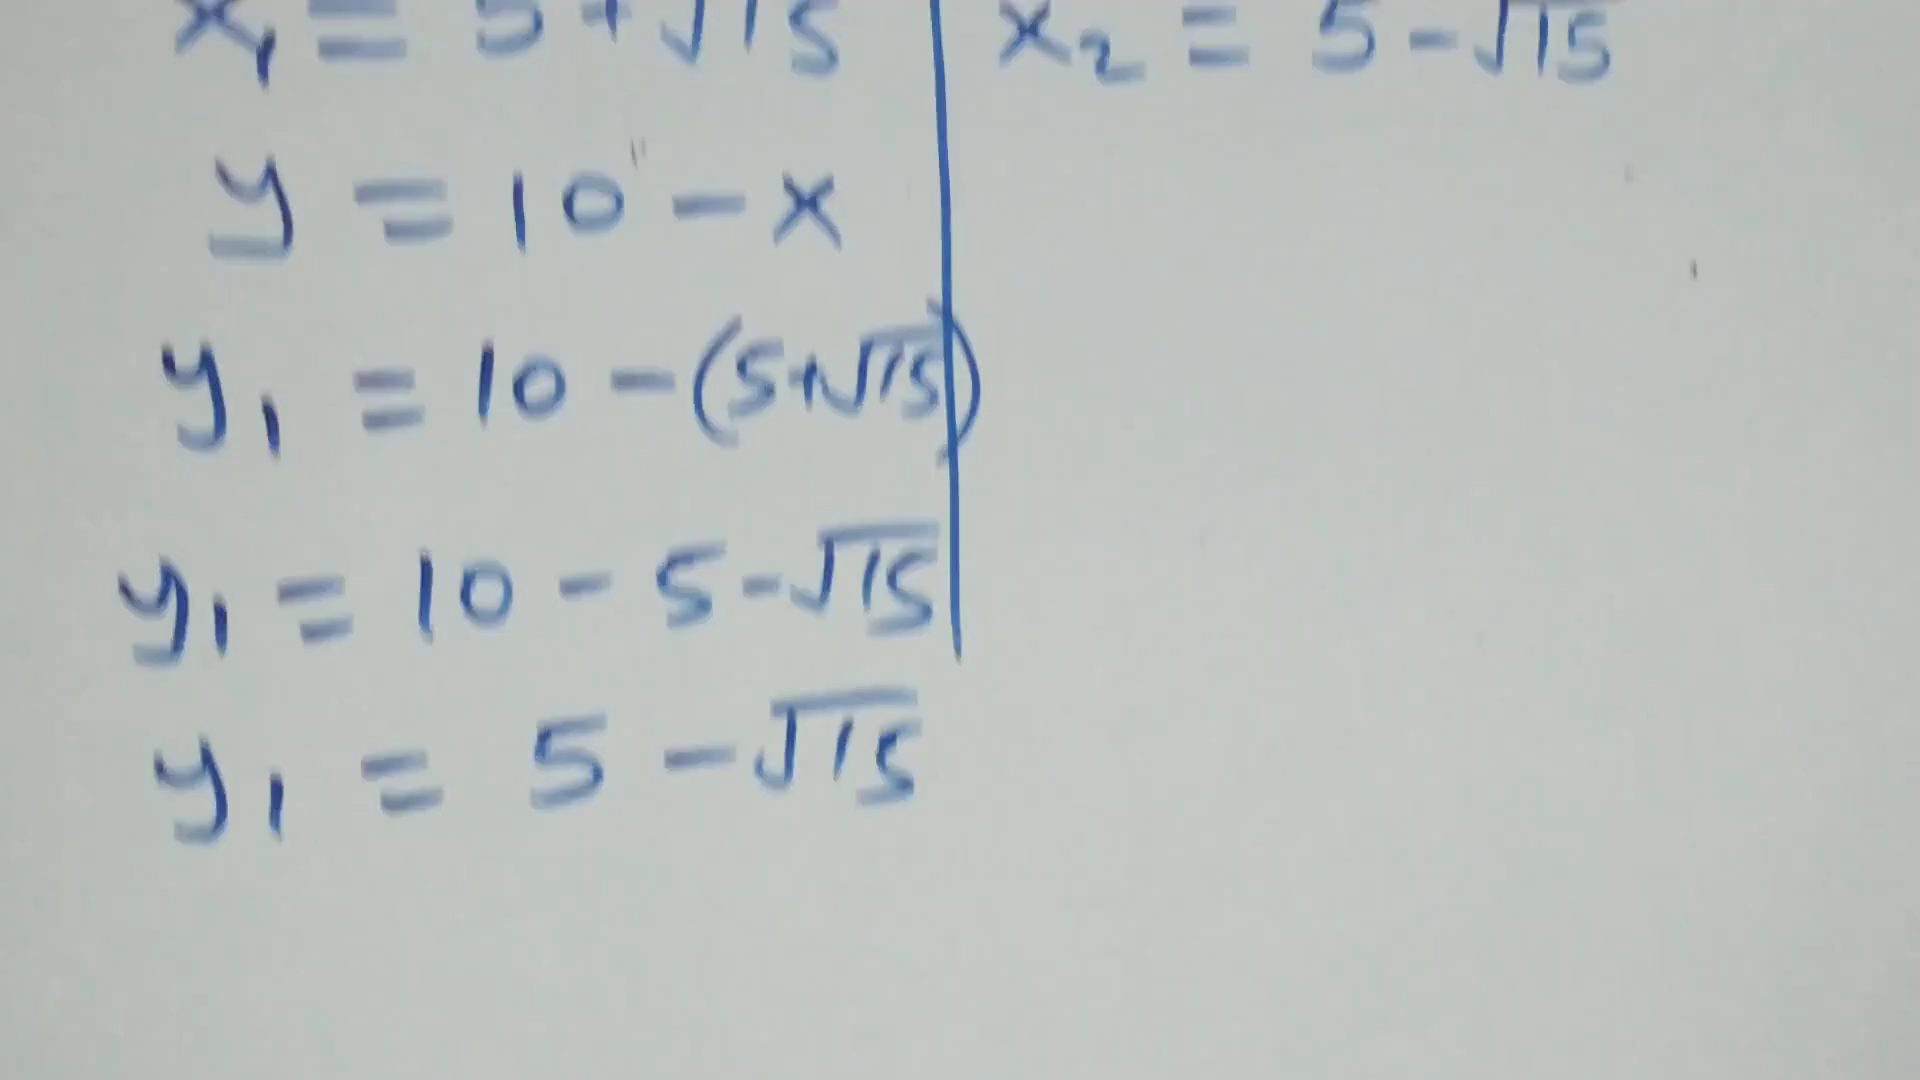 x₁ = 5 + √15
x₂ = 5 - √15
y = 10 - x
y₁ = 10 - (5+√15)
y₁ = 10 - 5 - √15
y₁ = 5 - √15